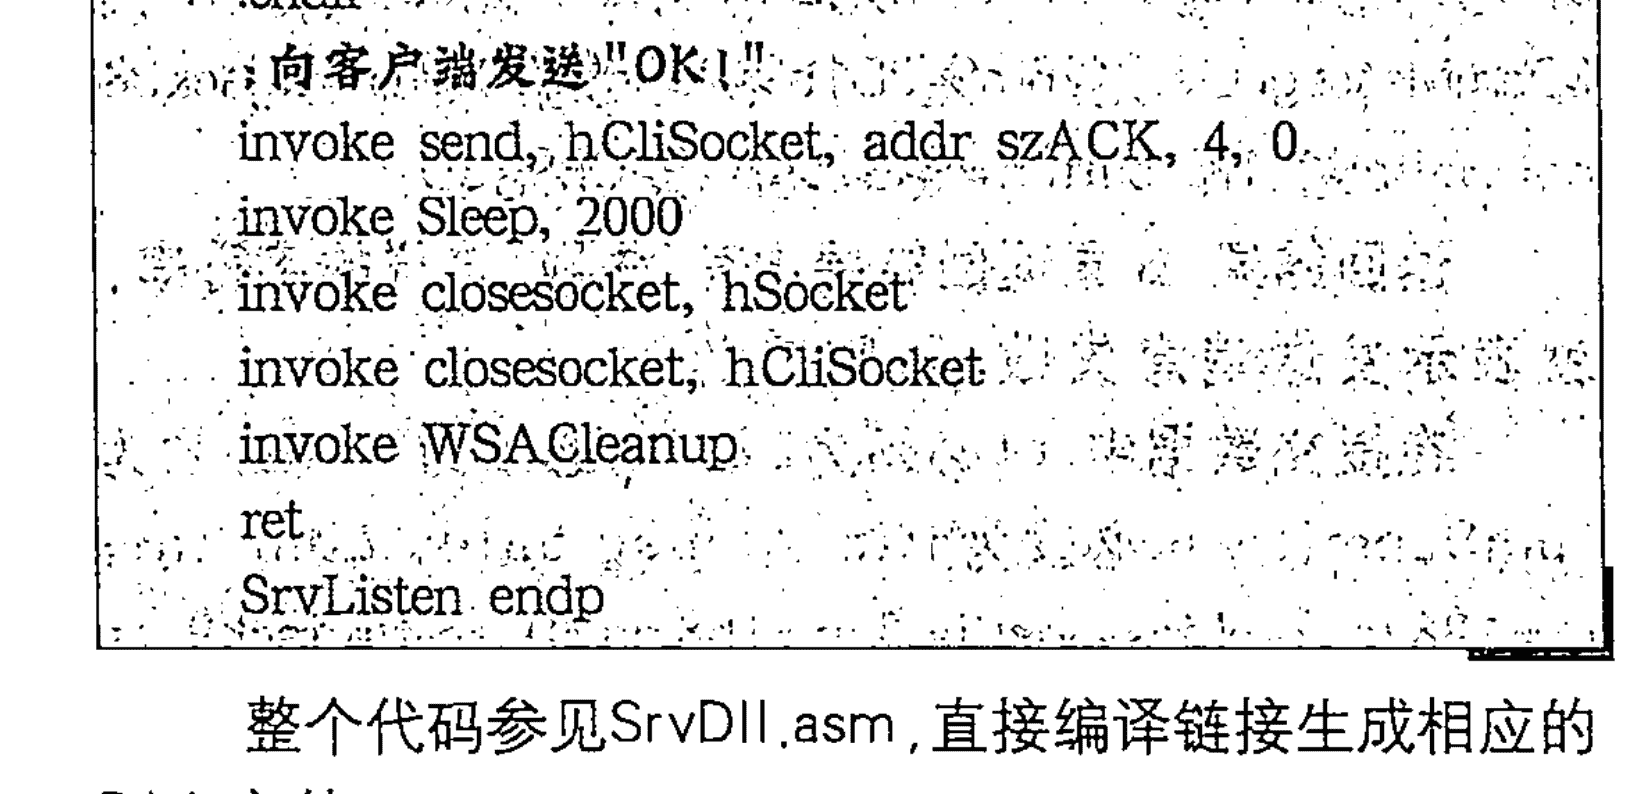 ;向客户端发送"OK!"
invoke send, hCliSocket, addr szACK, 4, 0
invoke Sleep, 2000
invoke closesocket, hSocket
invoke closesocket, hCliSocket
invoke WSACleanup
ret
SrvListen endp
整个代码参见SrvDll.asm,直接编译链接生成相应的